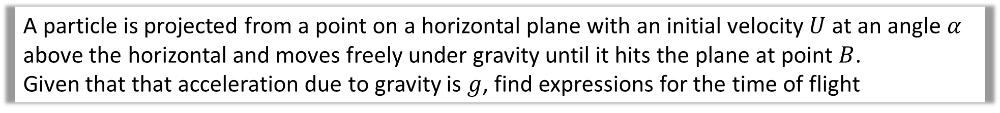 A particle is projected from a point on a horizontal plane with an initial velocity 𝑈 at an angle 𝛼
above the horizontal and moves freely under gravity until it hits the plane at point 𝐵.
Given that that acceleration due to gravity is 𝑔, find expressions for the time of flight